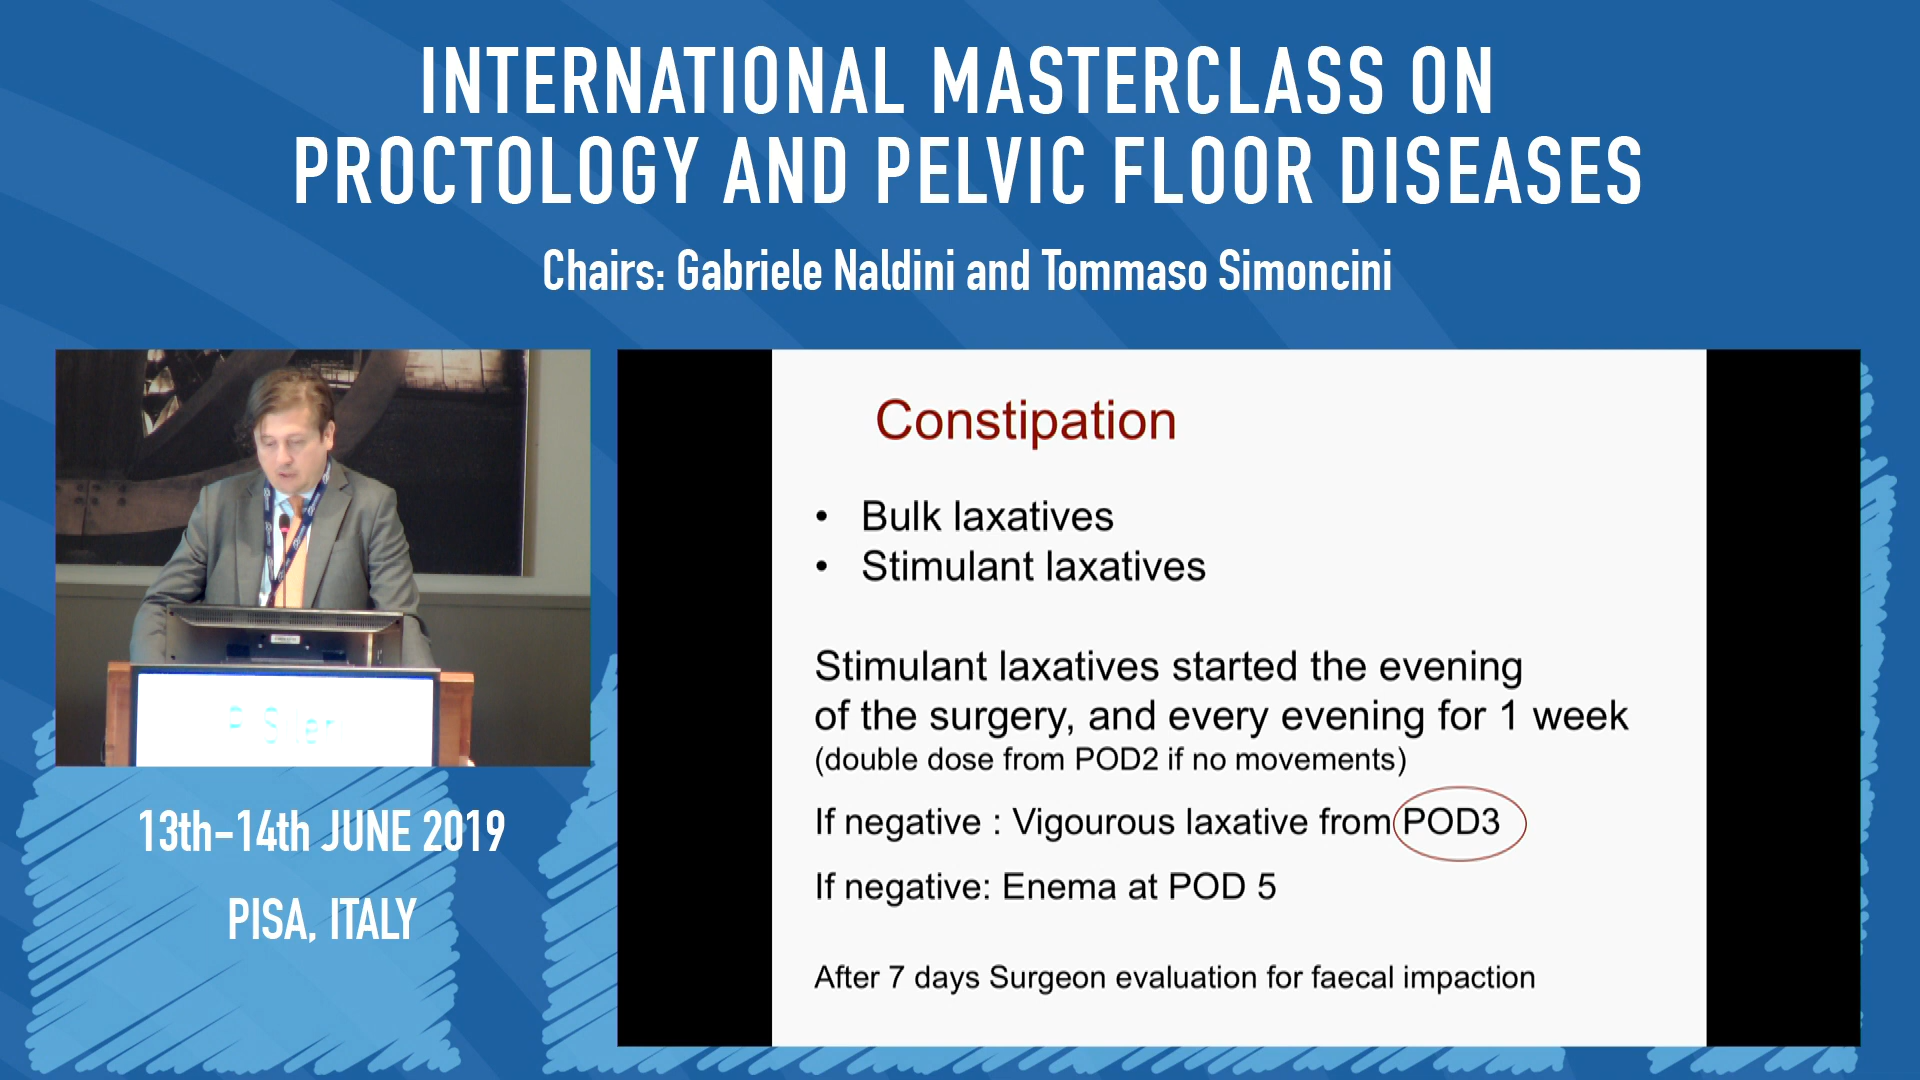 INTERNATIONAL MASTERCLASS ON
PROCTOLOGY AND PELVIC FLOOR DISEASES
Chairs: Gabriele Naldini and Tommaso Simoncini
13th-14th JUNE 2019
PISA, ITALY
Constipation
• Bulk laxatives
• Stimulant laxatives
Stimulant laxatives started the evening
of the surgery, and every evening for 1 week
(double dose from POD2 if no movements)
If negative : Vigourous laxative from POD3
If negative: Enema at POD 5
After 7 days Surgeon evaluation for faecal impaction